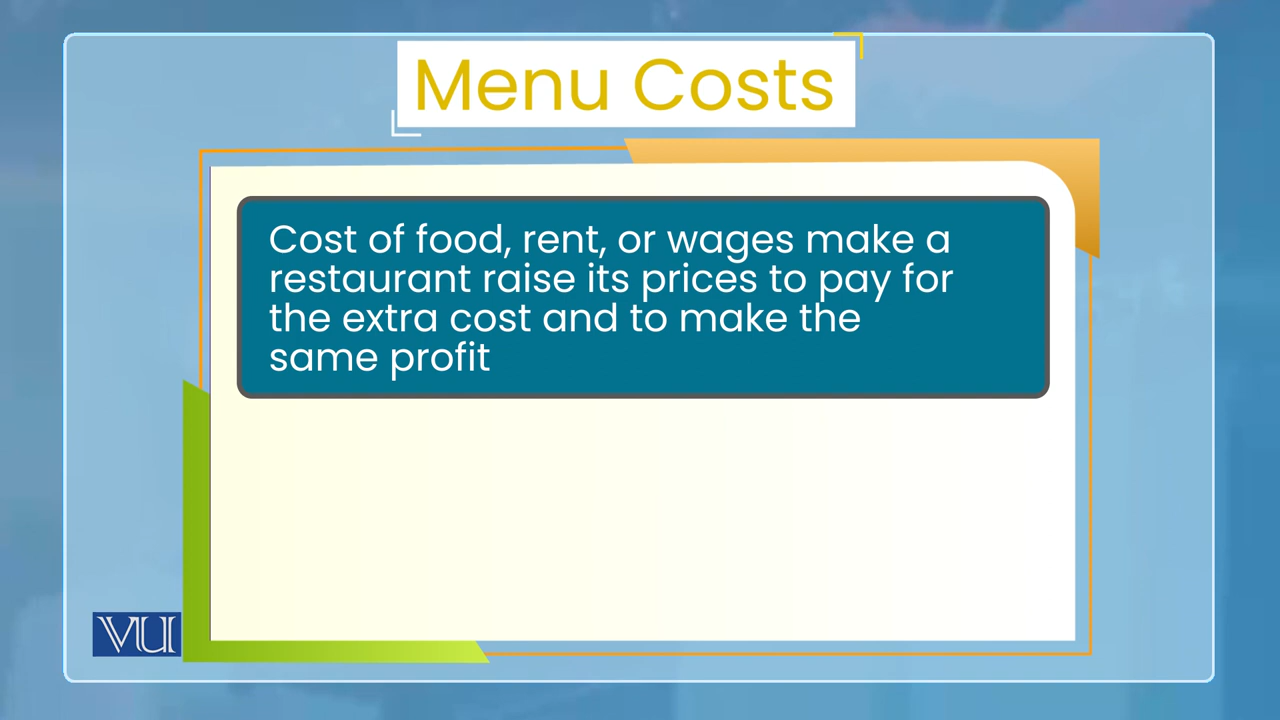 Menu Costs
Cost of food, rent, or wages make a
restaurant raise its prices to pay for
the extra cost and to make the
same profit
VU